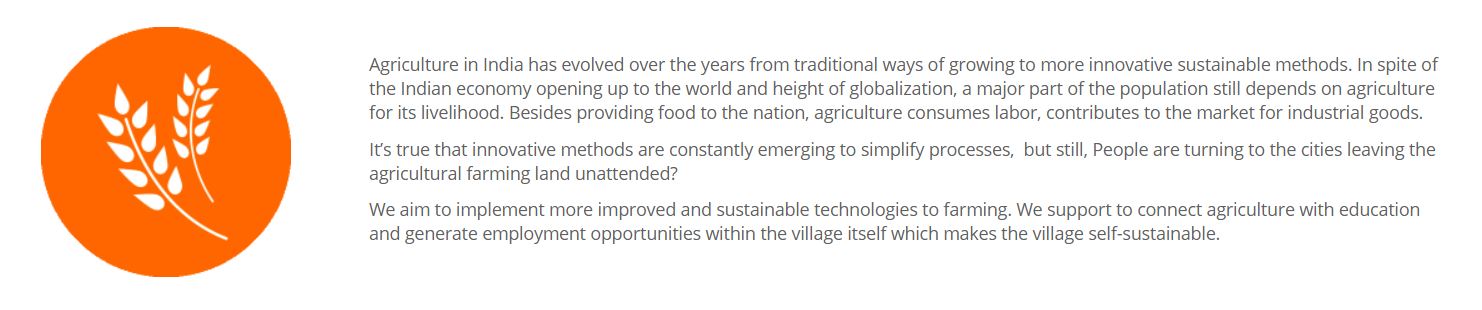 Agriculture in India has evolved over the years from traditional ways of growing to more innovative sustainable methods. In spite of
the Indian economy opening up to the world and height of globalization, a major part of the population still depends on agriculture
for its livelihood. Besides providing food to the nation, agriculture consumes labor, contributes to the market for industrial goods.
It’s true that innovative methods are constantly emerging to simplify processes,  but still, People are turning to the cities leaving the
agricultural farming land unattended?
We aim to implement more improved and sustainable technologies to farming. We support to connect agriculture with education
and generate employment opportunities within the village itself which makes the village self-sustainable.